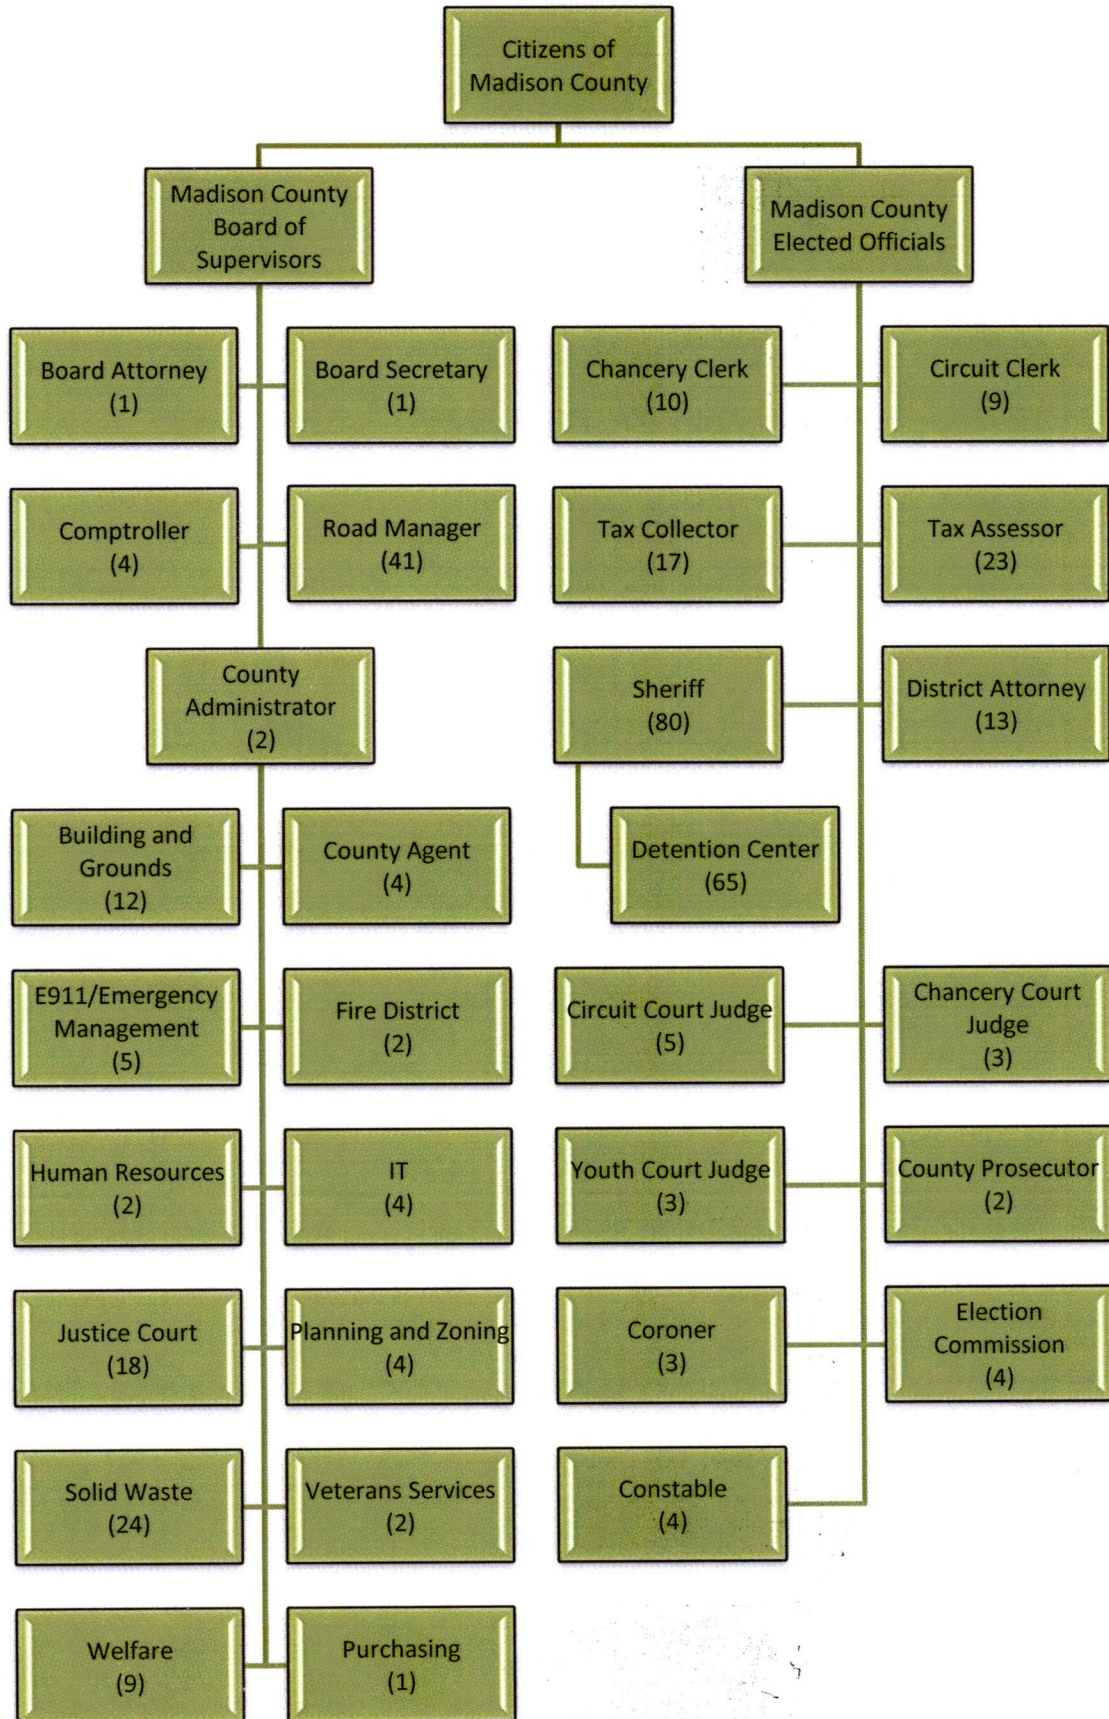 Citizens of
Madison County
Madison County
Board of
Supervisors
Madison County
Elected Officials
Board Attorney
(1)
Board Secretary
(1)
Chancery Clerk
(10)
Circuit Clerk
(9)
Comptroller
(4)
Road Manager
(41)
Tax Collector
(17)
Tax Assessor
(23)
County
Administrator
(2)
Sheriff
(80)
District Attorney
(13)
Building and
Grounds
(12)
County Agent
(4)
Detention Center
(65)
E911/Emergency
Management
(5)
Fire District
(2)
Circuit Court Judge
(5)
Chancery Court
Judge
(3)
Human Resources
(2)
IT
(4)
Youth Court Judge
(3)
County Prosecutor
(2)
Justice Court
(18)
Planning and Zoning
(4)
Coroner
(3)
Election
Commission
(4)
Solid Waste
(24)
Veterans Services
(2)
Constable
(4)
Welfare
(9)
Purchasing
(1)